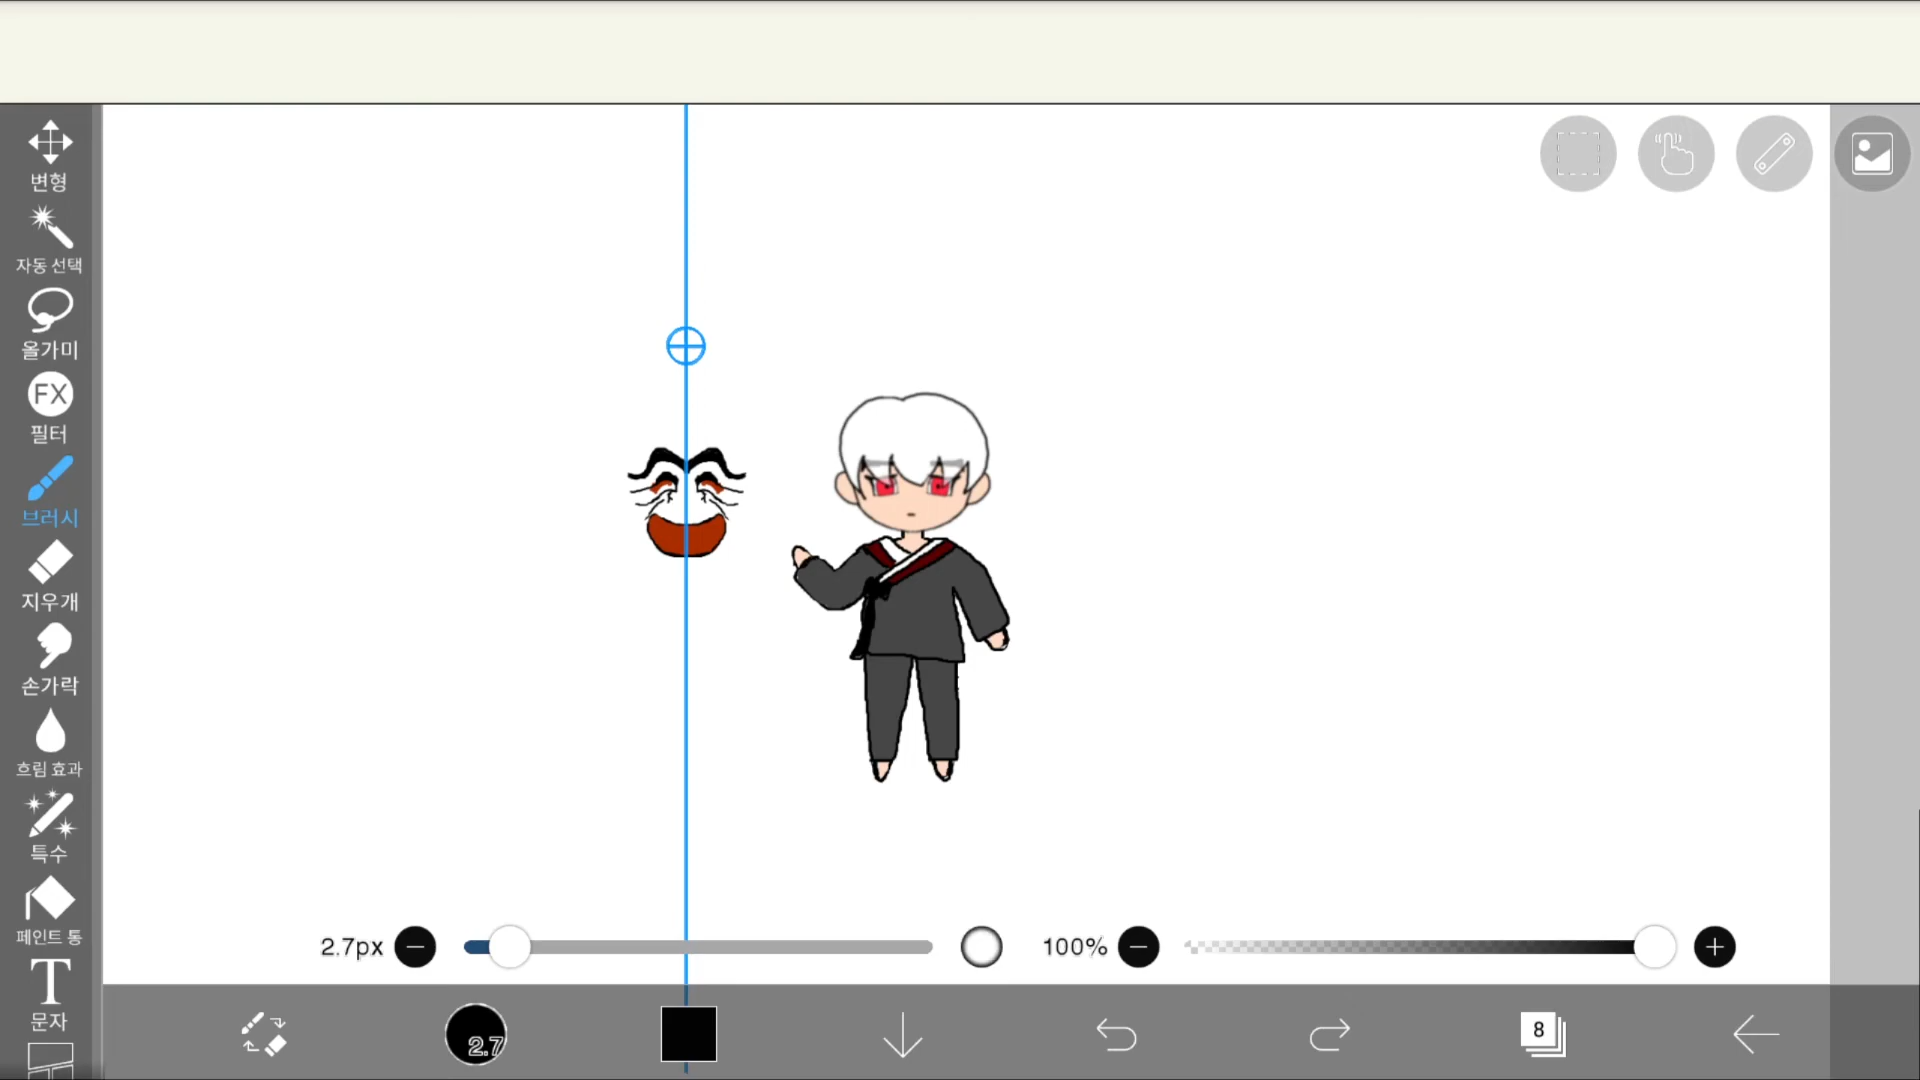 변형
자동 선택
올가미
FX
필터
브러시
지우개
손가락
흐림 효과
특수
페인트 통
T
문자
2.7px
100%
2.7
8